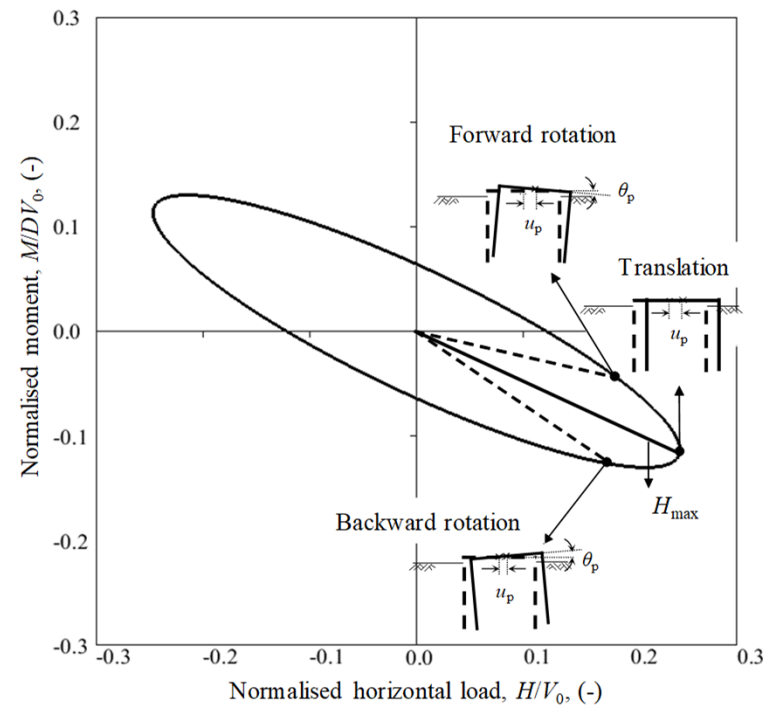 0.3
0.2
0.1
0.0
-0.1
-0.2
-0.3
Normalised moment, M/DV0, (-)
Forward rotation
θp
up
Translation
up
Hmax
Backward rotation
θp
up
-0.3
-0.2
-0.1
0.0
0.1
0.2
0.3
Normalised horizontal load, H/V0, (-)